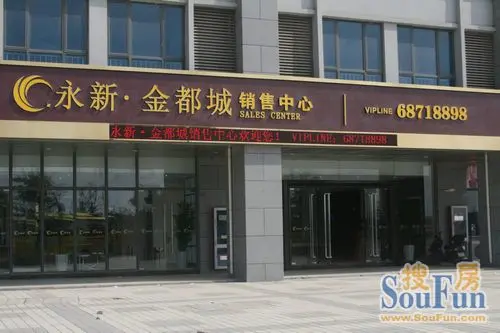 永新·金都城 销售中心
SALES CENTER
VIPLINE 68718898
永新·金都城销售中心欢迎您! VIPLINE:68718898
搜房
SouFun
www.SouFun.com